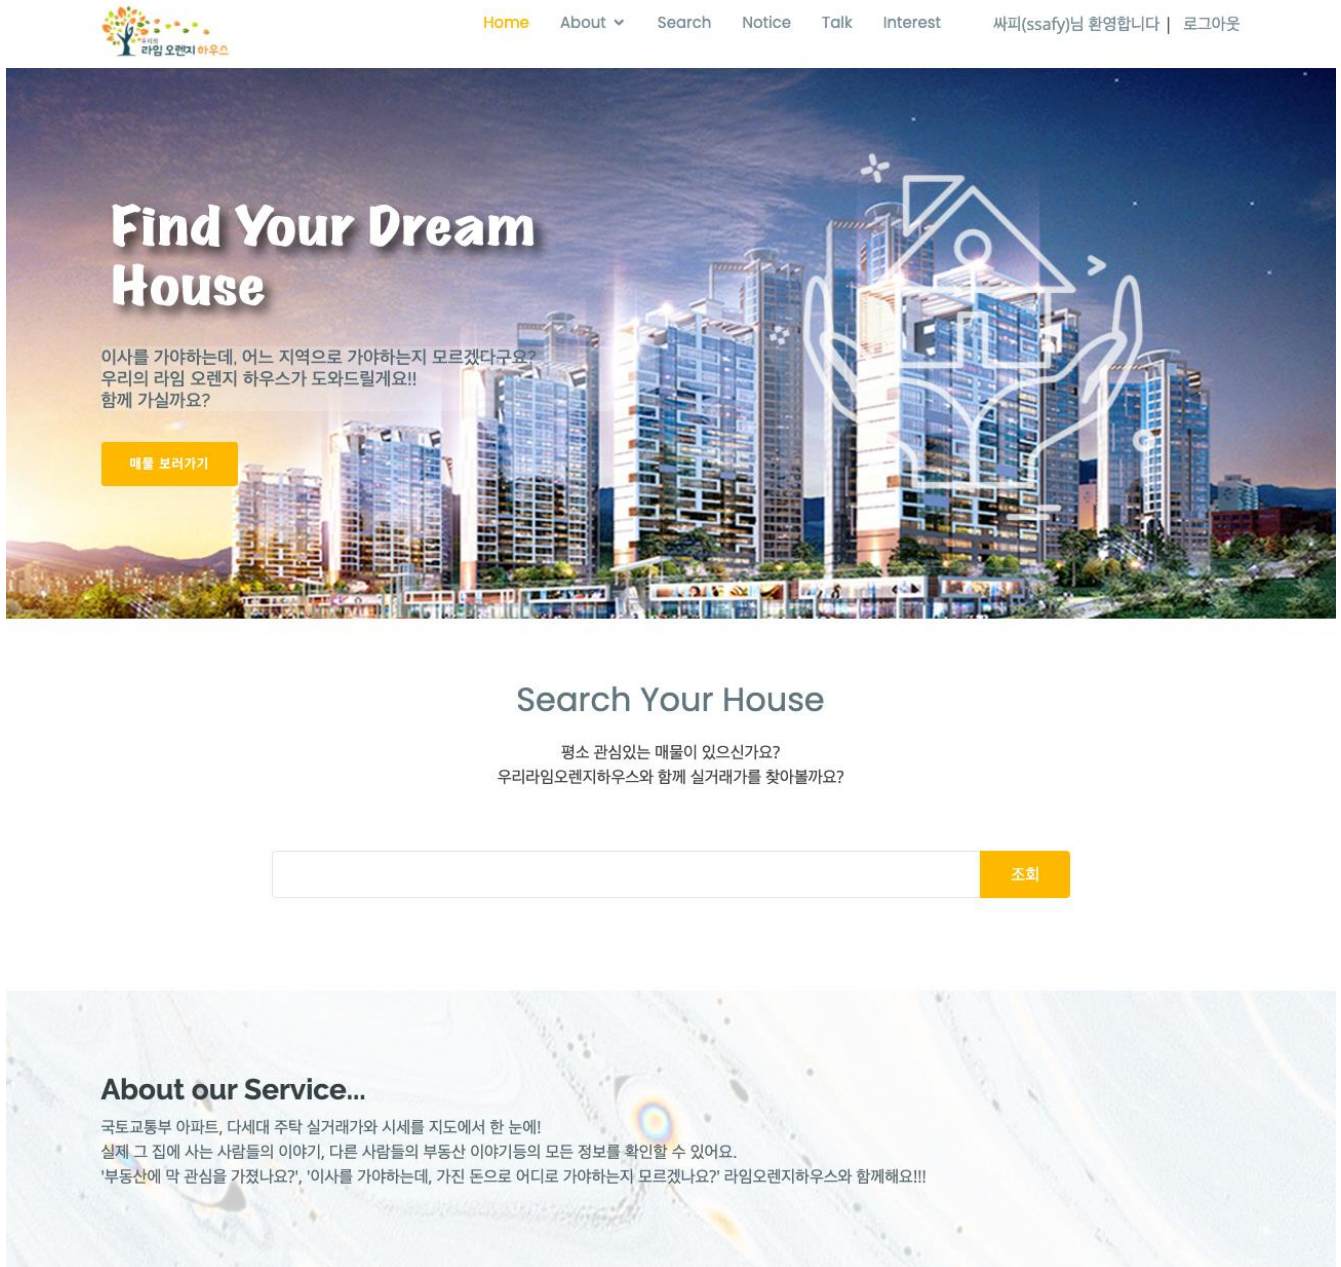 우리의
라임 오렌지 하우스
Home About Search Notice Talk Interest 싸피(ssafy)님 환영합니다 | 로그아웃
Find Your Dream
House
이사를 가야하는데, 어느 지역으로 가야하는지 모르겠다구요?
우리의 라임 오렌지 하우스가 도와드릴게요!!
함께 가실까요?
매물 보러가기
Search Your House
평소 관심있는 매물이 있으신가요?
우리라임오렌지하우스와 함께 실거래가를 찾아볼까요?
조회
About our Service...
국토교통부 아파트, 다세대 주택 실거래가와 시세를 지도에서 한 눈에!
실제 그 집에 사는 사람들의 이야기, 다른 사람들의 부동산 이야기등의 모든 정보를 확인할 수 있어요.
'부동산에 막 관심을 가졌나요?', '이사를 가야하는데, 가진 돈으로 어디로 가야하는지 모르겠나요?' 라임오렌지하우스와 함께해요!!!